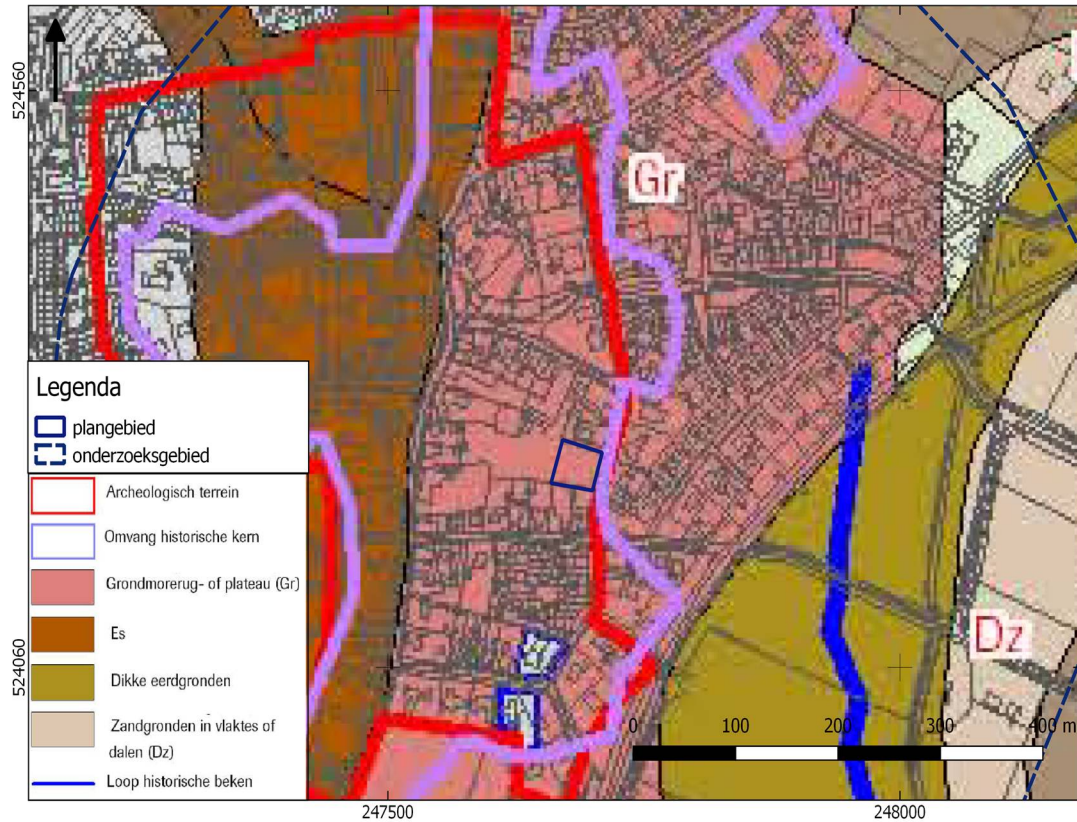 524560
524060
Gr
Dz
Legenda
plangebied
onderzoeksgebied
Archeologisch terrein
Omvang historische kern
Grondmorerug- of plateau (Gr)
Es
Dikke eerdgronden
Zandgronden in vlaktes of
dalen (Dz)
Loop historische beken
0 100 200 300 400 m
247500
248000